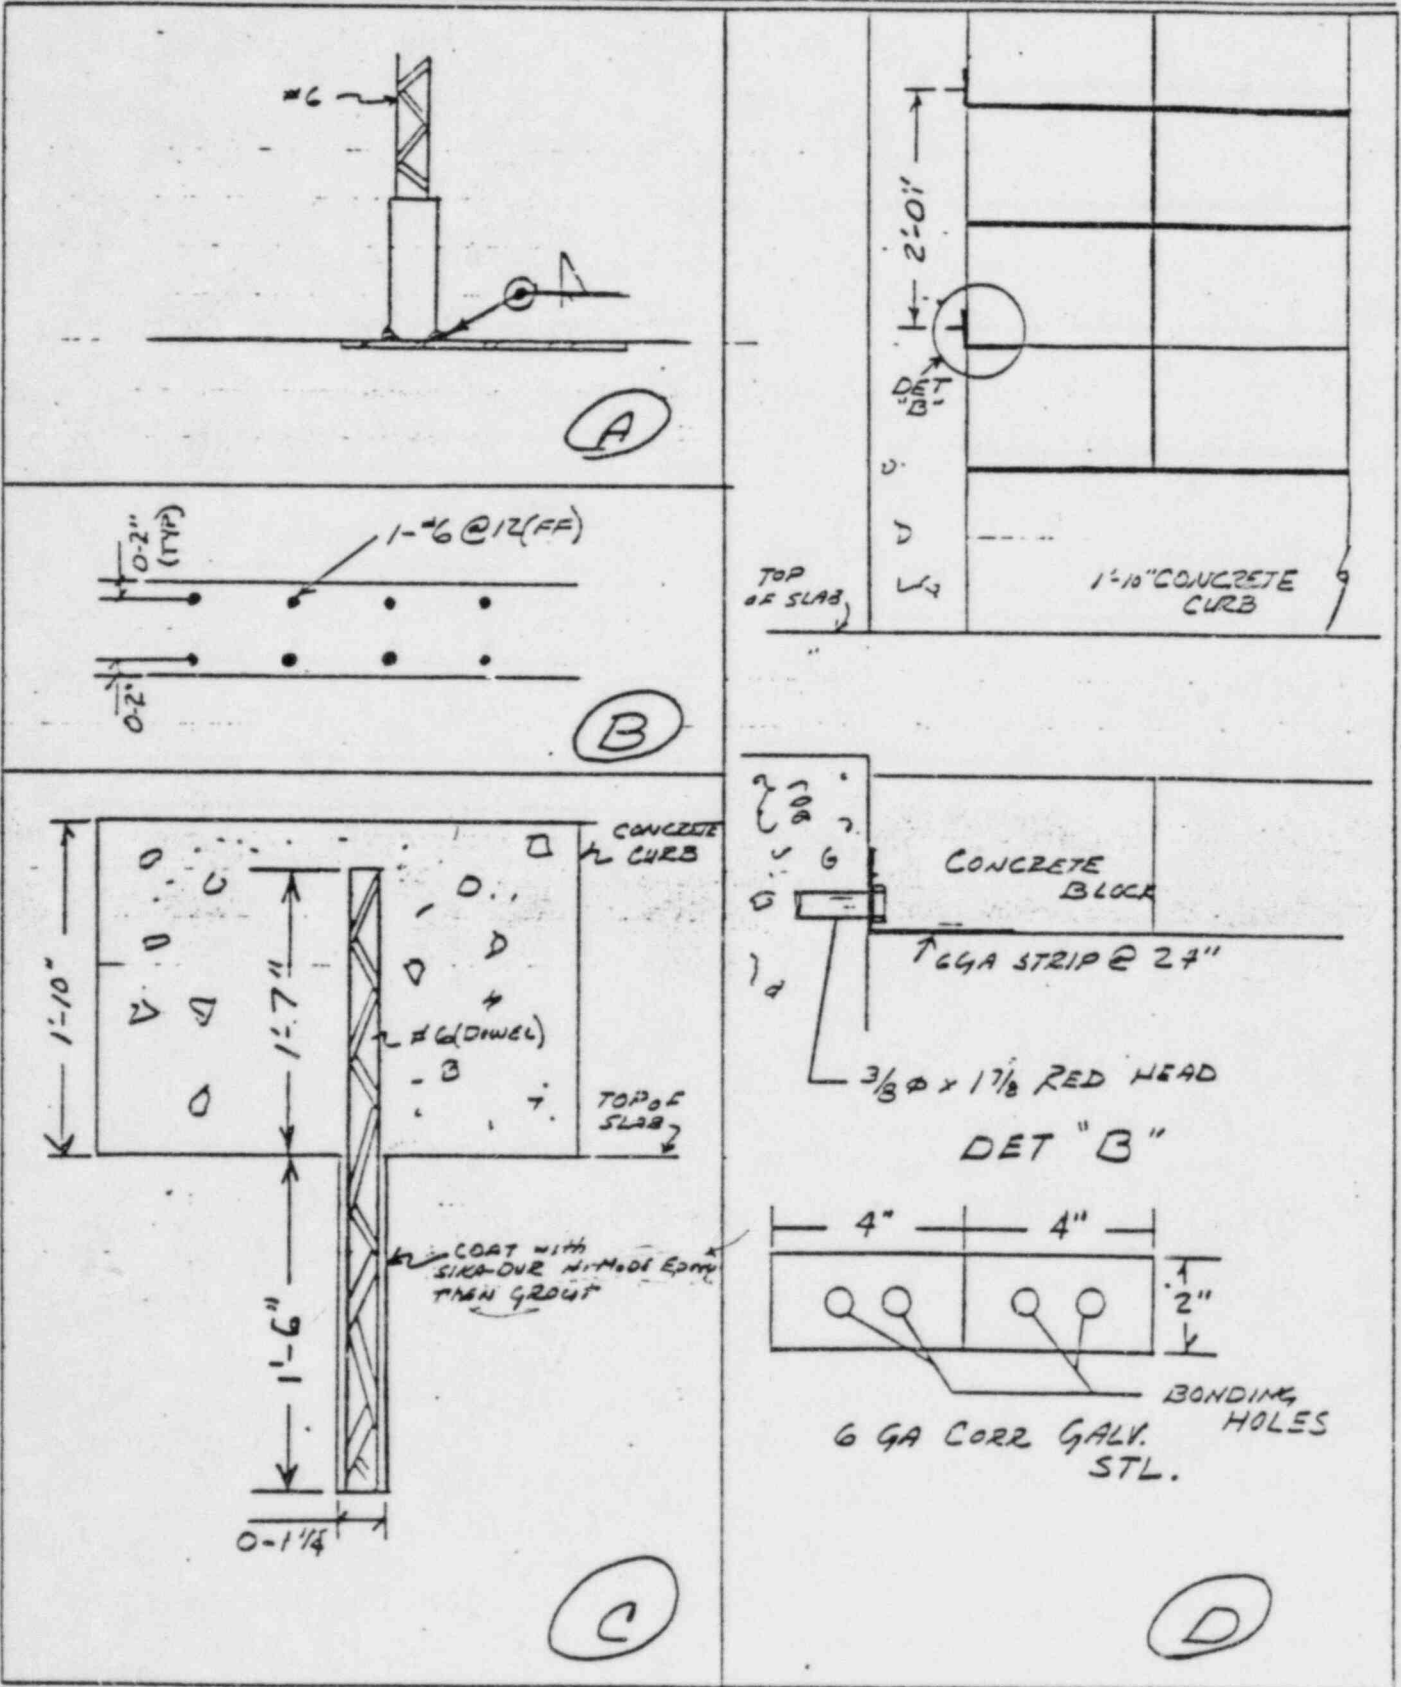 #6
A
0-2"
(TYP)
1-#6 @ 12(FF)
0-2"
B
CONCRETE
CURB
1'-10"
1'-7"
#6(DOWEL)
TOP OF
SLAB
1'-6"
COAT with
SIKA-DUR Epoxy
THEN GROUT
0-1 1/4
C
2'-0"
DET
"B"
TOP
OF SLAB
1'-10" CONCRETE
CURB
CONCRETE
BLOCK
6GA STRIP @ 24"
3/8 Φ x 1 7/8 RED HEAD
DET "B"
4" 4"
2"
BONDING
HOLES
6 GA CORR GALV.
STL.
D